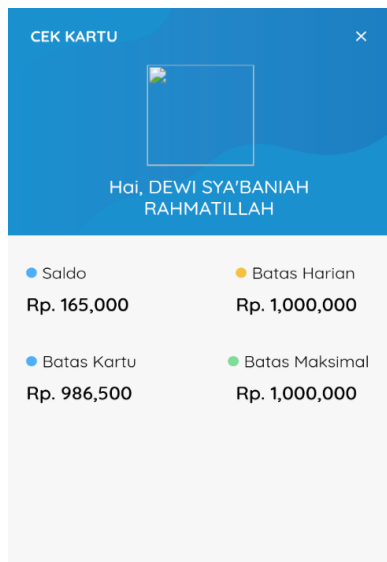 CEK KARTU ×
Hai, DEWI SYA'BANIAH
RAHMATILLAH
Saldo
Rp. 165,000
Batas Harian
Rp. 1,000,000
Batas Kartu
Rp. 986,500
Batas Maksimal
Rp. 1,000,000